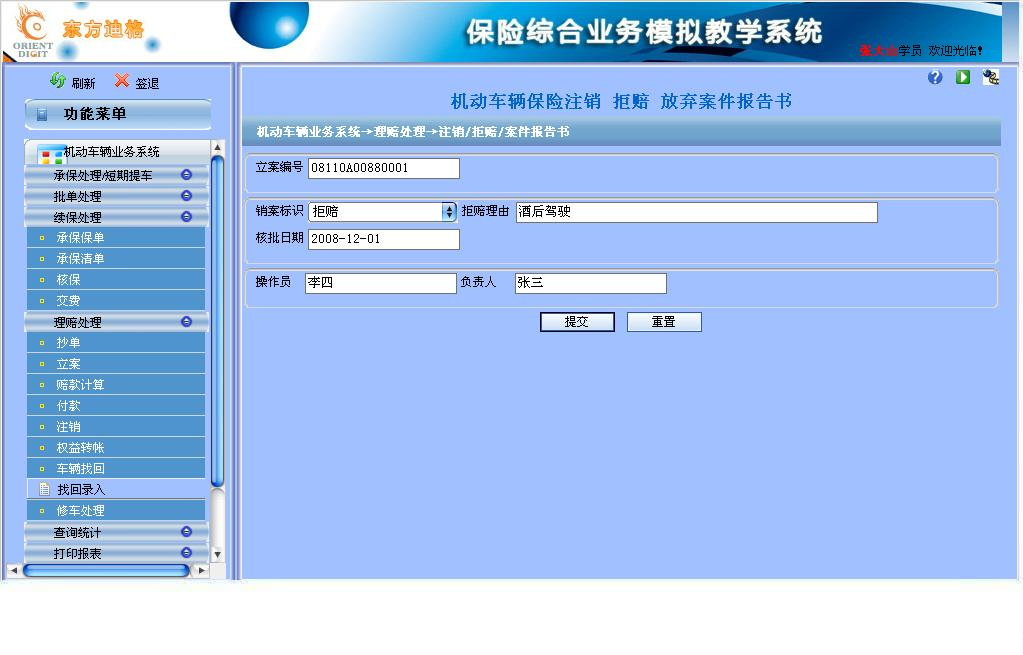 东方迪格
ORIENT
DIGIT
保险综合业务模拟教学系统
张大山学员 欢迎光临!
刷新 签退
功能菜单
机动车辆业务系统
承保处理/短期提车
批单处理
续保处理
承保保单
承保清单
核保
交费
理赔处理
抄单
立案
赔款计算
付款
注销
权益转帐
车辆找回
找回录入
修车处理
查询统计
打印报表
机动车辆保险注销 拒赔 放弃案件报告书
机动车辆业务系统→理赔处理→注销/拒赔/案件报告书
立案编号 08110A00880001
销案标识 拒赔 拒赔理由 酒后驾驶
核批日期 2008-12-01
操作员 李四 负责人 张三
提交 重置